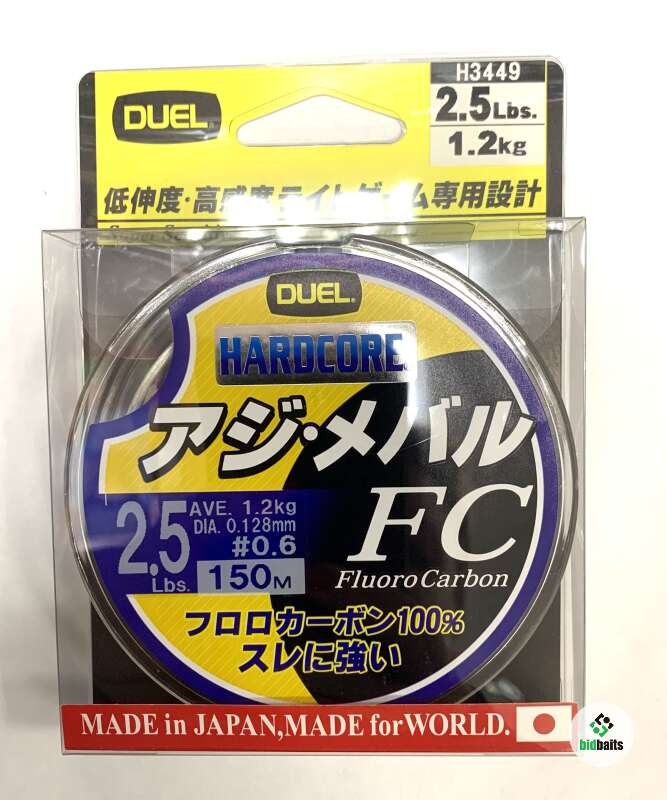 DUEL
H3449
2.5Lbs.
1.2kg
低伸度・高感度ライトゲーム専用設計
DUEL
HARDCORE
アジ・メバル
FC
Fluoro Carbon
2.5
Lbs.
AVE. 1.2kg
DIA. 0.128mm
#0.6
150M
フロロカーボン100%
スレに強い
MADE in JAPAN,MADE for WORLD.
bidbaits